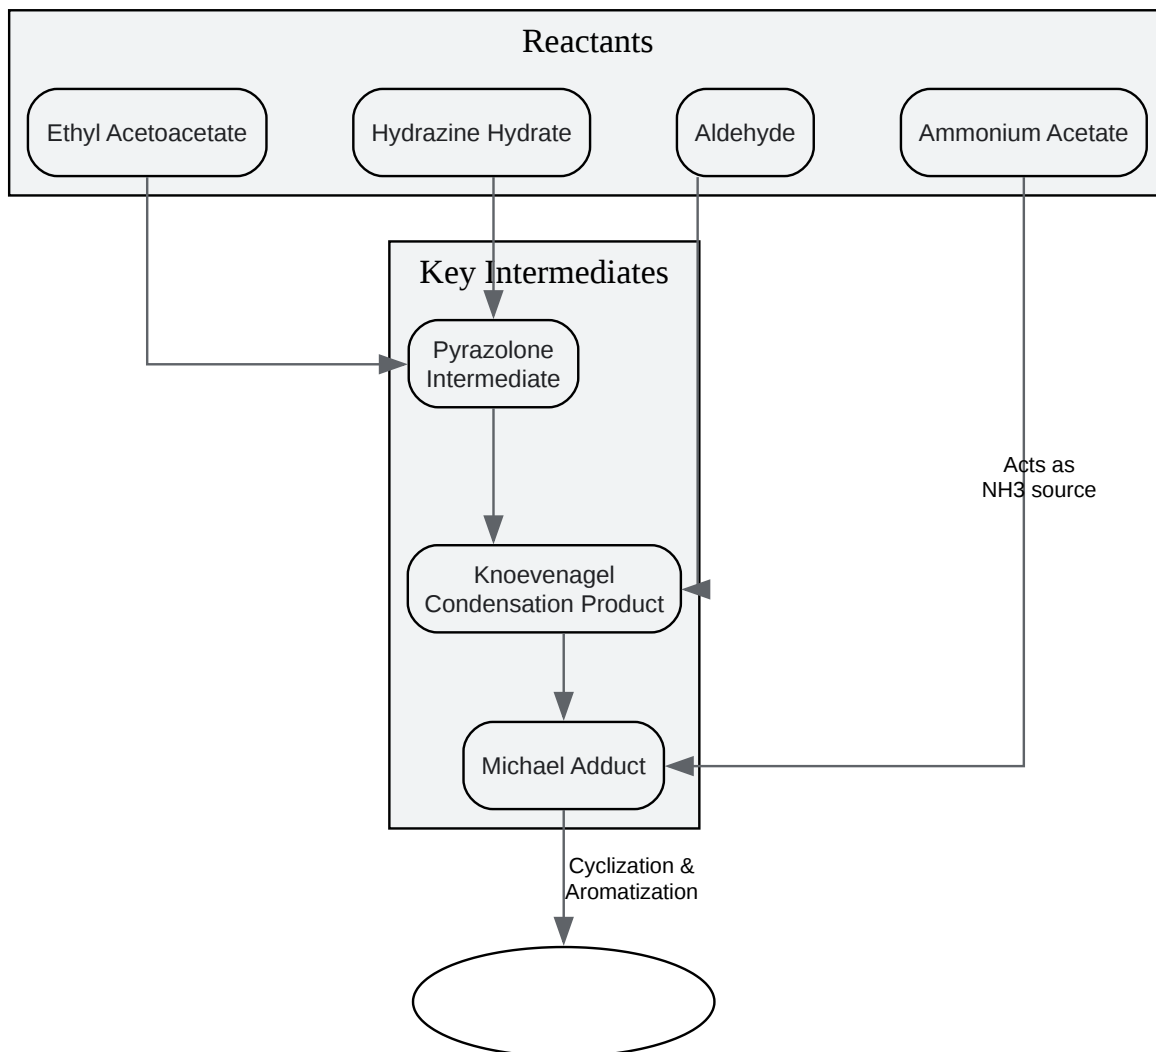 Reactants
Ethyl Acetoacetate
Hydrazine Hydrate
Aldehyde
Ammonium Acetate
Key Intermediates
Pyrazolone
Intermediate
Acts as
NH3 source
Knoevenagel
Condensation Product
Michael Adduct
Cyclization &
Aromatization